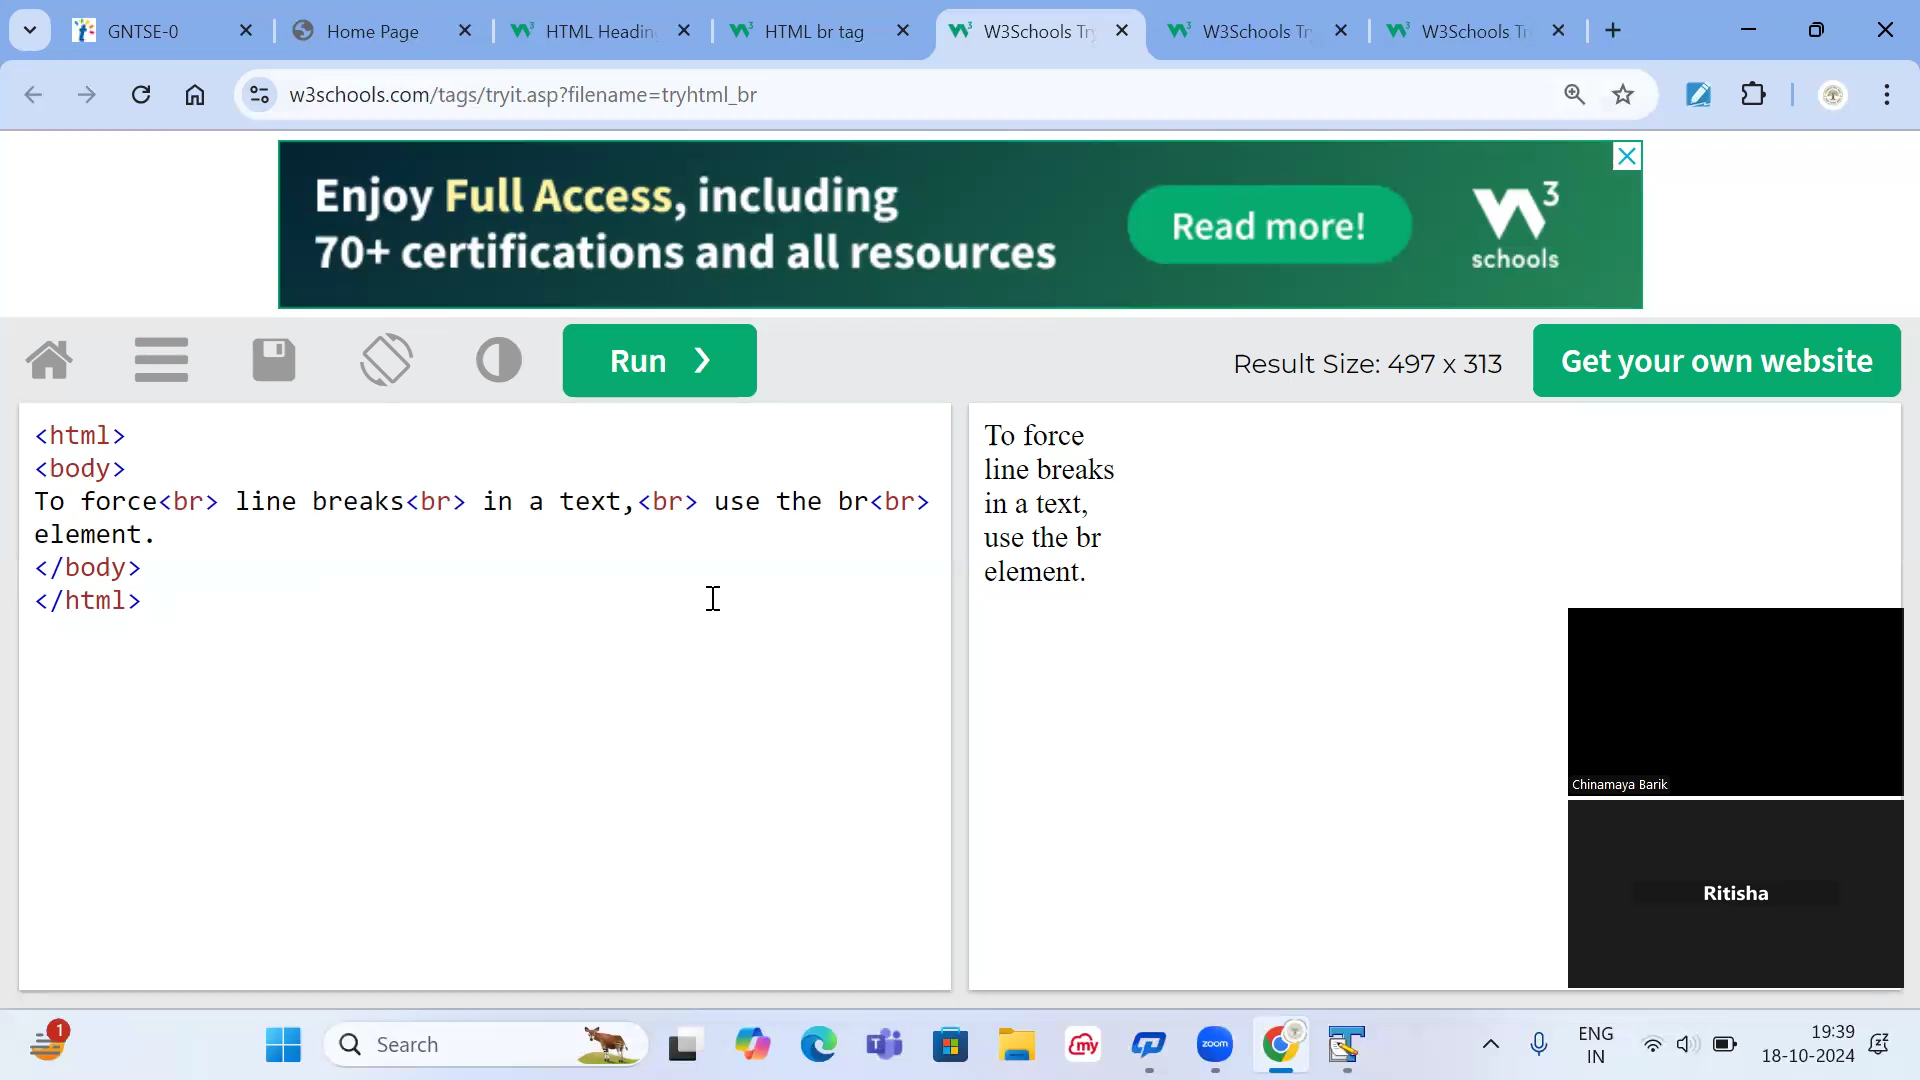 GNTSE-0
Home Page
HTML Headin
HTML br tag
W3Schools Try
W3Schools Tr
W3Schools Tr
w3schools.com/tags/tryit.asp?filename=tryhtml_br
Enjoy Full Access, including
70+ certifications and all resources
Read more!
W3
schools
Run ❯
Result Size: 497 x 313
Get your own website
<html>
<body>
To force<br> line breaks<br> in a text,<br> use the br<br>
element.
</body>
</html>
To force
line breaks
in a text,
use the br
element.
Chinamaya Barik
Ritisha
1
Search
my
zoom
ENG
IN
19:39
18-10-2024